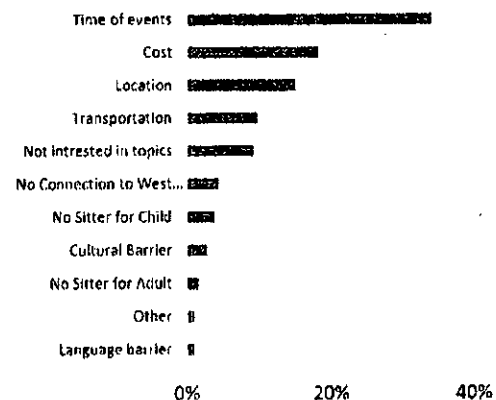 Time of events
Cost
Location
Transportation
Not intrested in topics
No Connection to West...
No Sitter for Child
Cultural Barrier
No Sitter for Adult
Other
Language barrier
0% 20% 40%